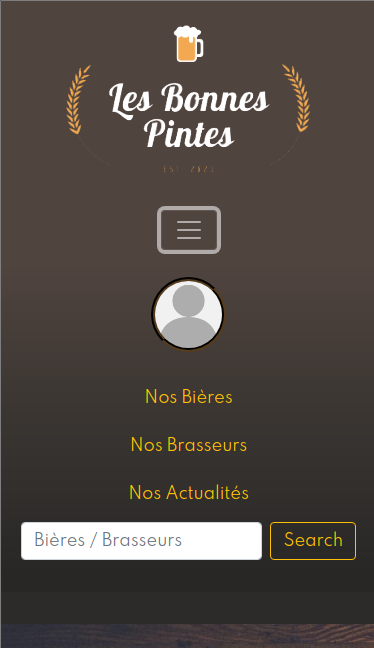 Les Bonnes
Pintes
Nos Bières
Nos Brasseurs
Nos Actualités
Bières / Brasseurs
Search